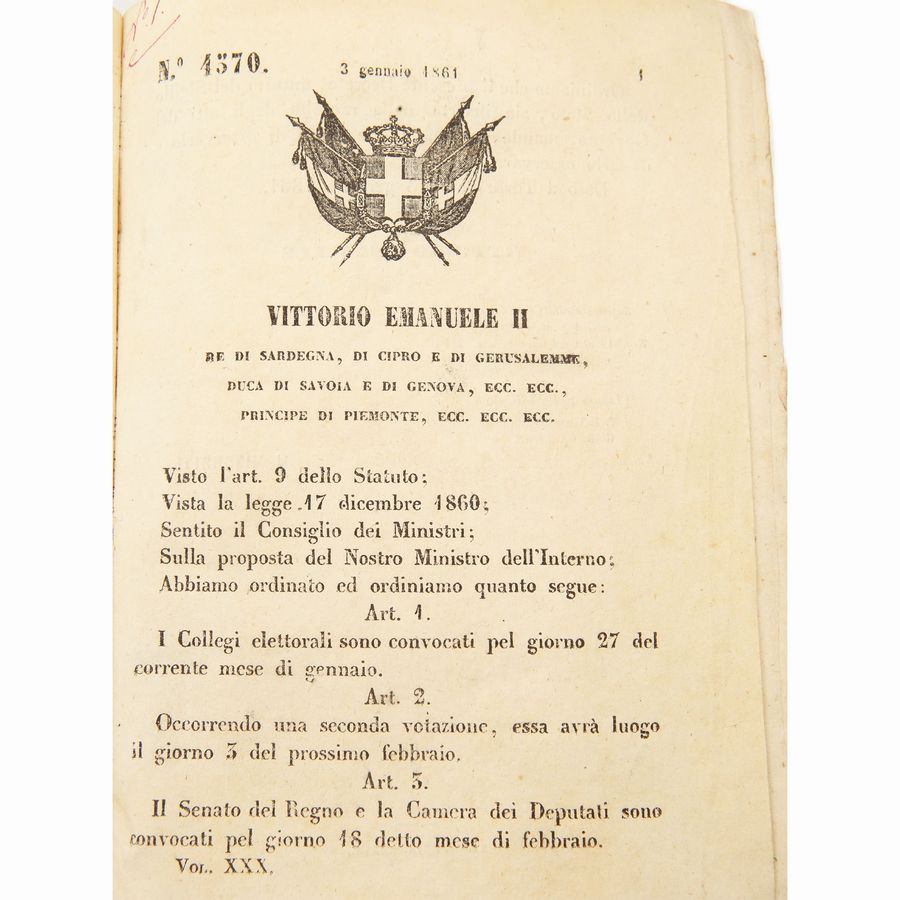 N.º 4570.
3 gennaio 1861
1
VITTORIO EMANUELE II
RE DI SARDEGNA, DI CIPRO E DI GERUSALEMME,
DUCA DI SAVOIA E DI GENOVA, ECC. ECC.,
PRINCIPE DI PIEMONTE, ECC. ECC. ECC.
Visto l'art. 9 dello Statuto;
Vista la legge 17 dicembre 1860;
Sentito il Consiglio dei Ministri;
Sulla proposta del Nostro Ministro dell'Interno;
Abbiamo ordinato ed ordiniamo quanto segue:
Art. 1.
I Collegi elettorali sono convocati pel giorno 27 del
corrente mese di gennaio.
Art. 2.
Occorrendo una seconda votazione, essa avrà luogo
il giorno 3 del prossimo febbraio.
Art. 3.
Il Senato del Regno e la Camera dei Deputati sono
convocati pel giorno 18 detto mese di febbraio.
VOL. XXX.